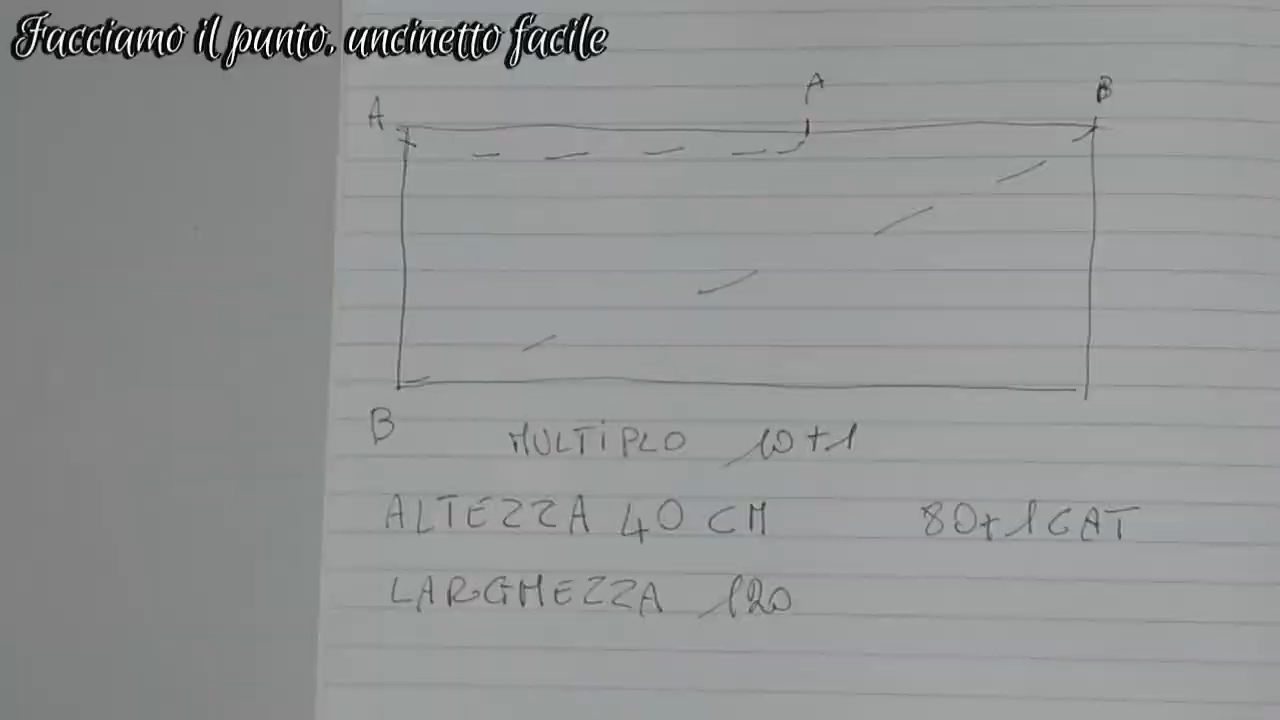 Facciamo il punto. uncinetto facile
A
A
B
B
MULTIPLO 10+1
ALTEZZA 40 CM 80+1 CAT
LARGHEZZA 120